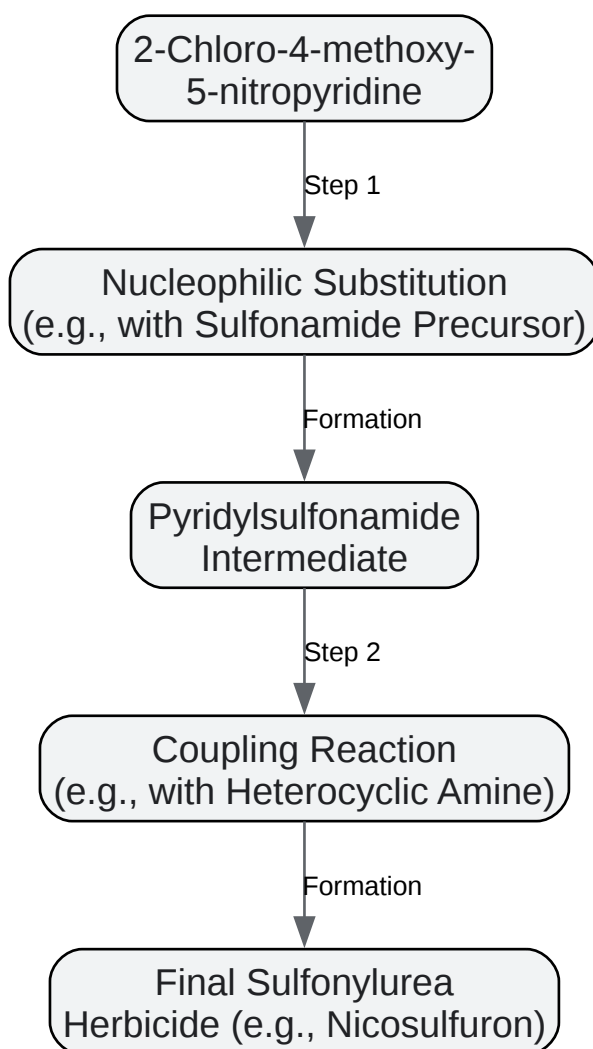 2-Chloro-4-methoxy-
5-nitropyridine
Step 1
Nucleophilic Substitution
(e.g., with Sulfonamide Precursor)
Formation
Pyridylsulfonamide
Intermediate
Step 2
Coupling Reaction
(e.g., with Heterocyclic Amine)
Formation
Final Sulfonylurea
Herbicide (e.g., Nicosulfuron)